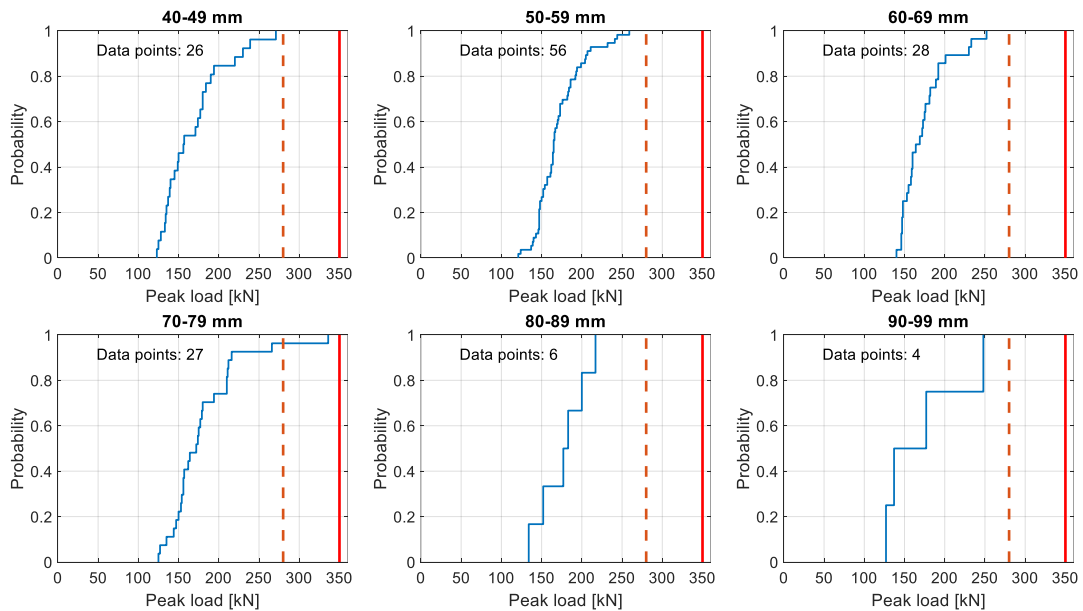 40-49 mm
Data points: 26
Probability
1
0.8
0.6
0.4
0.2
0
0 50 100 150 200 250 300 350
Peak load [kN]
50-59 mm
Data points: 56
Probability
1
0.8
0.6
0.4
0.2
0
0 50 100 150 200 250 300 350
Peak load [kN]
60-69 mm
Data points: 28
Probability
1
0.8
0.6
0.4
0.2
0
0 50 100 150 200 250 300 350
Peak load [kN]
70-79 mm
Data points: 27
Probability
1
0.8
0.6
0.4
0.2
0
0 50 100 150 200 250 300 350
Peak load [kN]
80-89 mm
Data points: 6
Probability
1
0.8
0.6
0.4
0.2
0
0 50 100 150 200 250 300 350
Peak load [kN]
90-99 mm
Data points: 4
Probability
1
0.8
0.6
0.4
0.2
0
0 50 100 150 200 250 300 350
Peak load [kN]